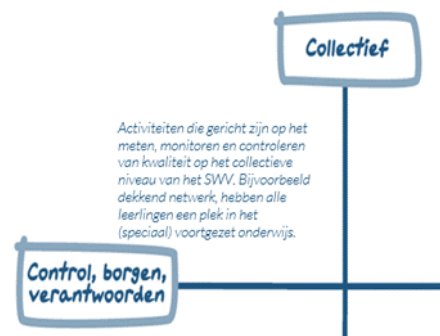 Collectief
Activiteiten die gericht zijn op het
meten, monitoren en controleren
van kwaliteit op het collectieve
niveau van het SWV. Bijvoorbeeld
dekkend netwerk, hebben alle
leerlingen een plek in het
(speciaal) voortgezet onderwijs.
Control, borgen,
verantwoorden